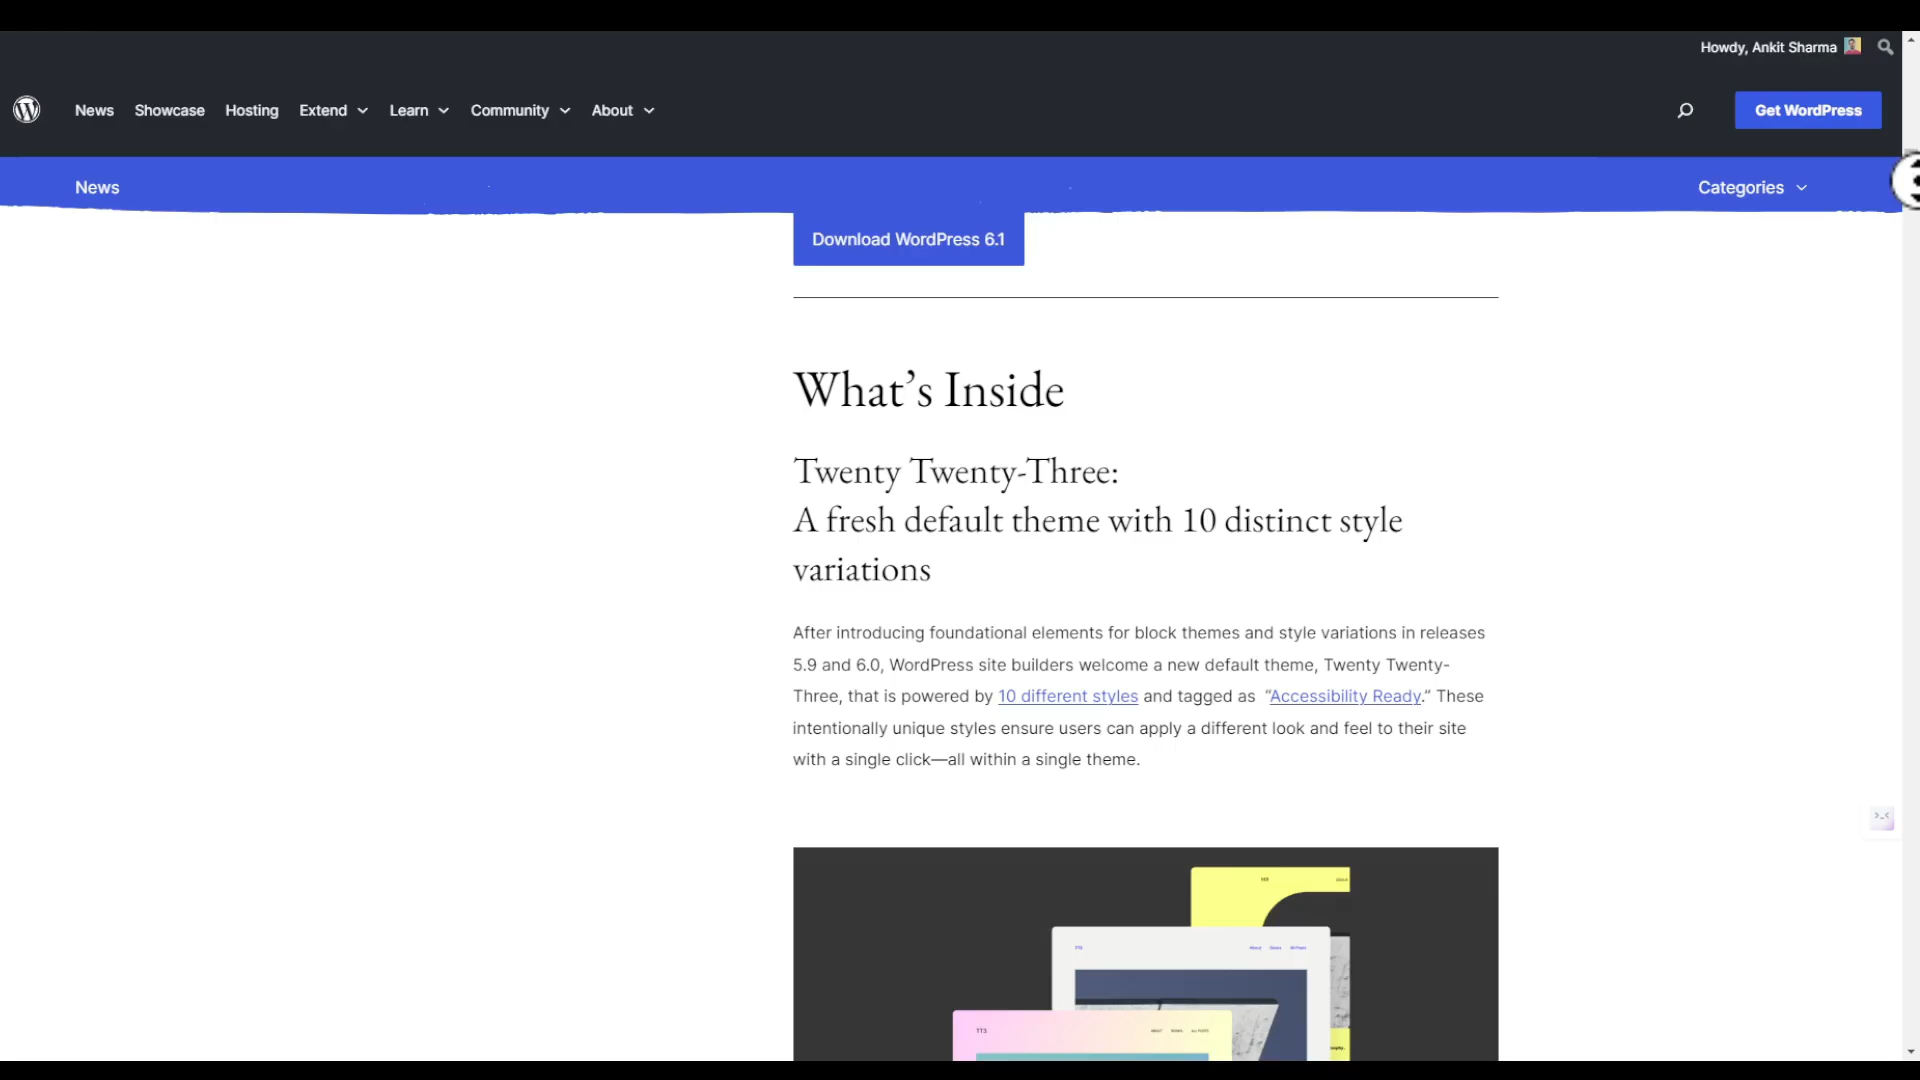 Howdy, Ankit Sharma
News Showcase Hosting Extend Learn Community About
Get WordPress
News
Categories
Download WordPress 6.1
What’s Inside
Twenty Twenty-Three:
A fresh default theme with 10 distinct style
variations
After introducing foundational elements for block themes and style variations in releases
5.9 and 6.0, WordPress site builders welcome a new default theme, Twenty Twenty-
Three, that is powered by 10 different styles and tagged as “Accessibility Ready.” These
intentionally unique styles ensure users can apply a different look and feel to their site
with a single click—all within a single theme.
TT3